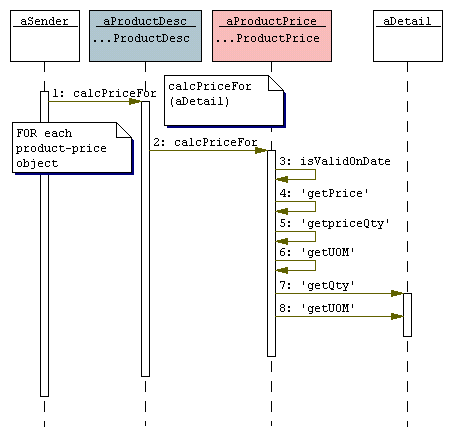 aSender
aProductDesc
...ProductDesc
aProductPrice
...ProductPrice
aDetail
1: calcPriceFor
calcPriceFor
(aDetail)
FOR each
product-price
object
2: calcPriceFor
3: isValidOnDate
4: 'getPrice'
5: 'getpriceQty'
6: 'getUOM'
7: 'getQty'
8: 'getUOM'